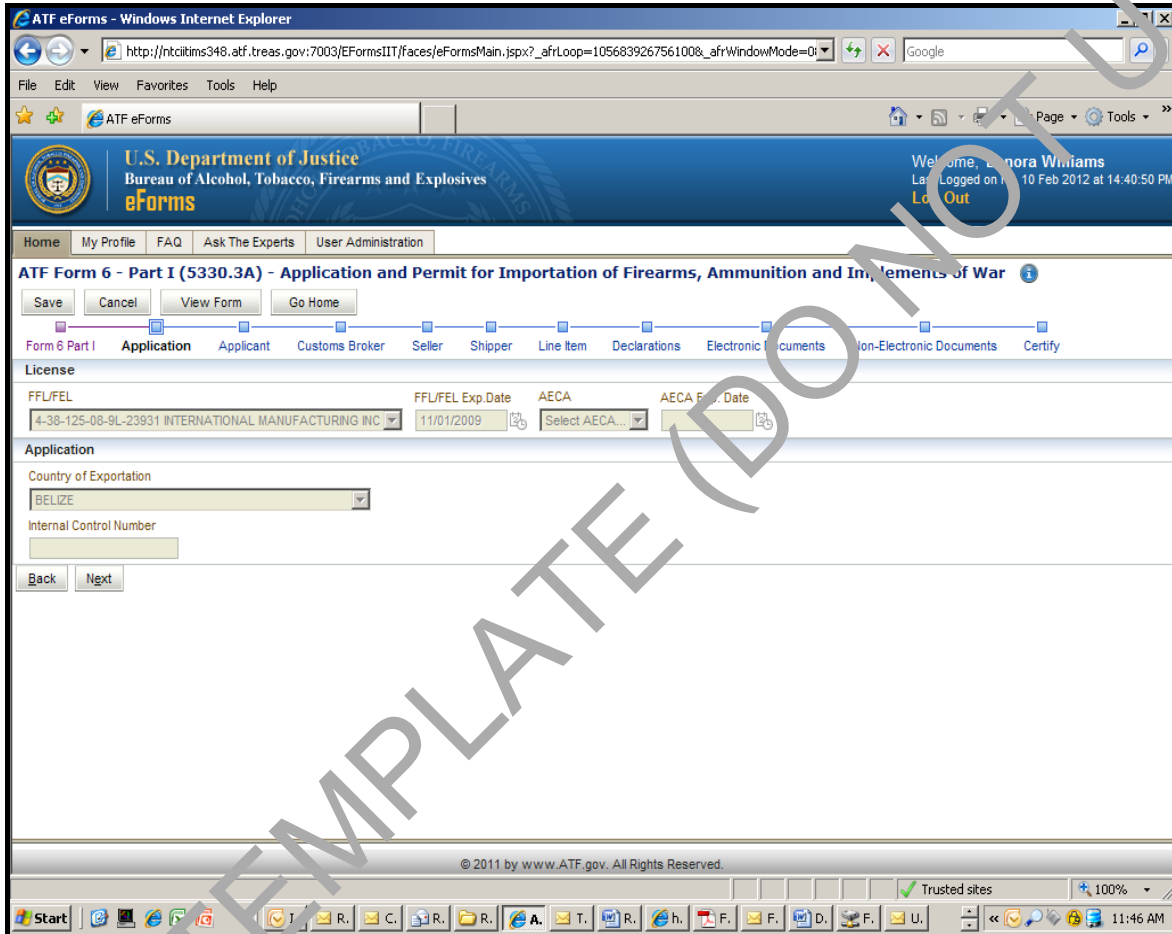 ATF eForms - Windows Internet Explorer
http://ntciitims348.atf.treas.gov:7003/EFormsIIT/faces/eFormsMain.jspx?_afrLoop=1056839267561008&_afrWindowMode=0
Google
File Edit View Favorites Tools Help
ATF eForms
Page Tools
U.S. Department of Justice
Bureau of Alcohol, Tobacco, Firearms and Explosives
eForms
Williams
Logged on 10 Feb 2012 at 14:40:50 PM
Out
Home My Profile FAQ Ask The Experts User Administration
ATF Form 6 - Part I (5330.3A) - Application and Permit for Importation of Firearms, Ammunition and Implements of War
Save Cancel View Form Go Home
Form 6 Part I Application Applicant Customs Broker Seller Shipper Line Item Declarations Electronic Documents Non-Electronic Documents Certify
License
FFL/FEL FFL/FEL Exp.Date AECA AECA Exp. Date
4-38-125-08-9L-23931 INTERNATIONAL MANUFACTURING INC 11/01/2009 Select AECA...
Application
Country of Exportation
BELIZE
Internal Control Number
Back Next
© 2011 by www.ATF.gov. All Rights Reserved.
Trusted sites 100%
Start I R. C. R. R. A. T. R. h. F. F. D. F. U. 11:46 AM
TEMPLATE (DO NOT U